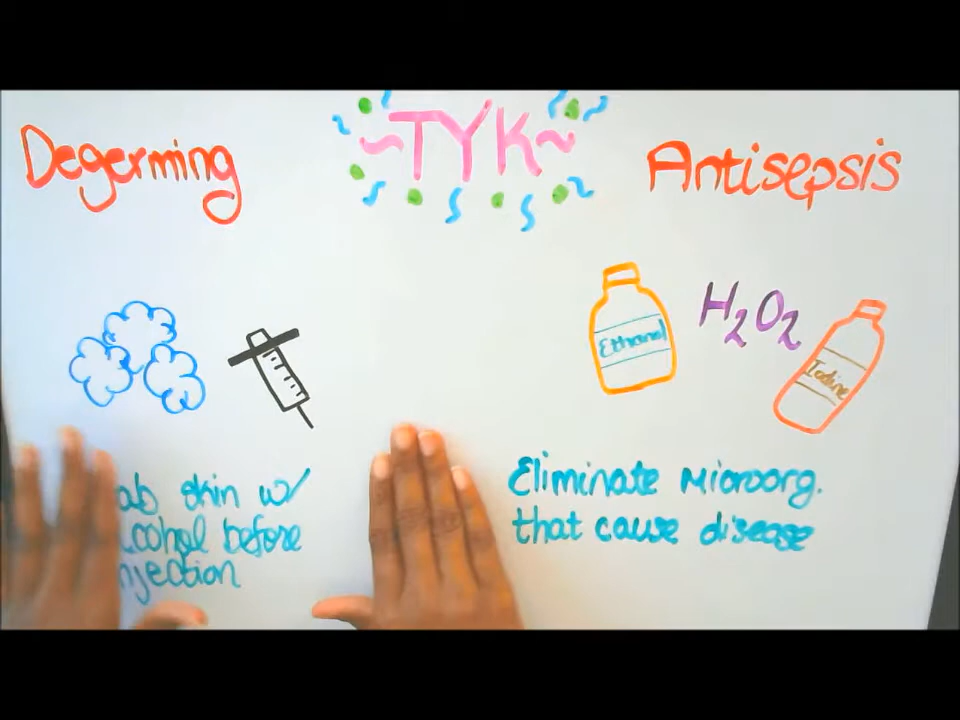 Degerming
~TYK~
Antisepsis
Ethanol
H2O2
Iodine
skin w/
before
Eliminate Microorg.
that cause disease